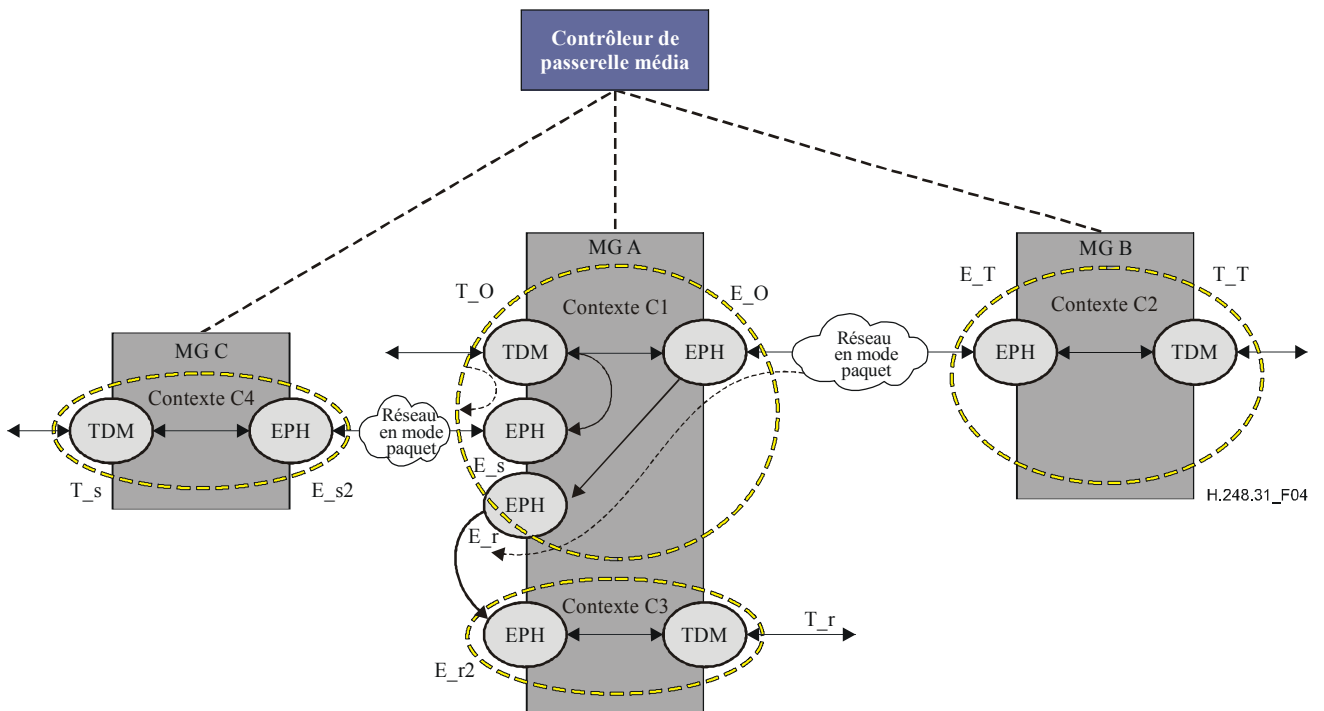 Contrôleur de
passerelle média
MG A
MG B
T_O
E_O
E_T
T_T
Contexte C1
Contexte C2
MG C
TDM
EPH
Réseau
en mode
paquet
EPH
TDM
Contexte C4
TDM
EPH
Réseau
en mode
paquet
EPH
E_s
T_s
E_s2
EPH
H.248.31_F04
E_r
Contexte C3
EPH
TDM
T_r
E_r2